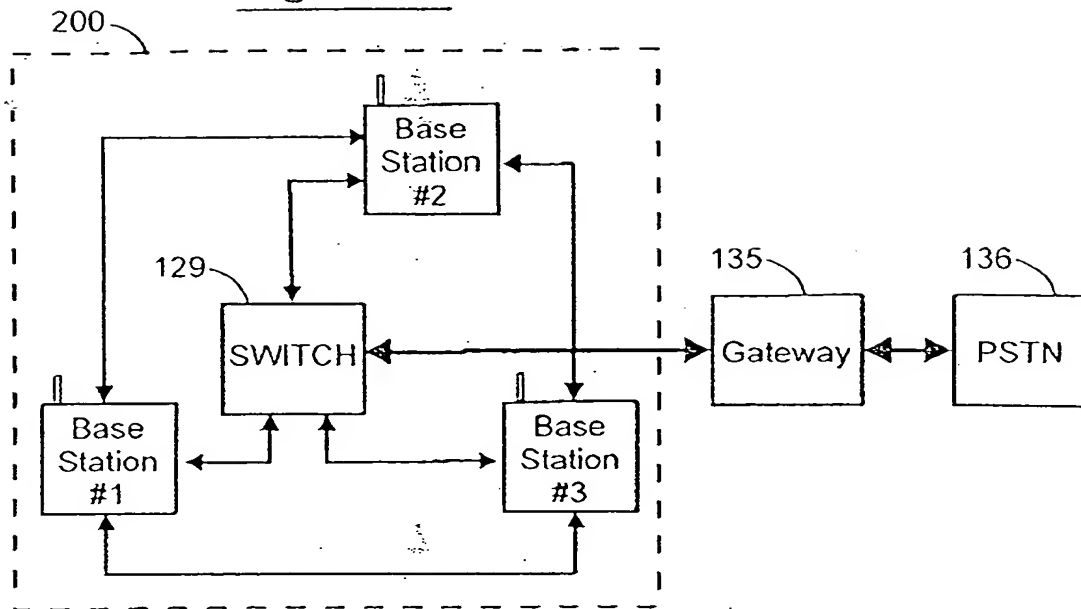 200
Base
Station
#2
129
SWITCH
135
Gateway
136
PSTN
Base
Station
#1
Base
Station
#3